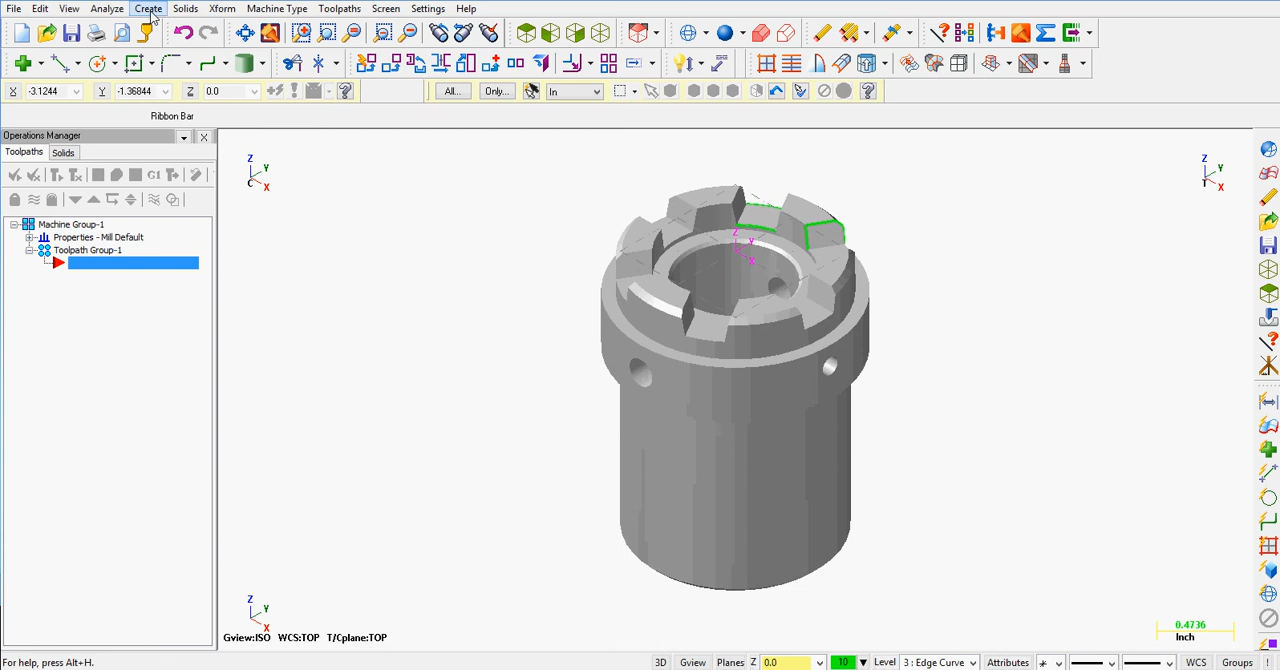 File Edit View Analyze Create Solids Xform Machine Type Toolpaths Screen Settings Help
X -3.1244 Y -1.36844 Z 0.0 All... Only... In
Ribbon Bar
Operations Manager
Toolpaths Solids
G1
Machine Group-1
Properties - Mill Default
Toolpath Group-1
Z
Y
C
X
Z
Y
T
X
Z
Y
X
Z
Y
X
Gview:ISO WCS:TOP T/Cplane:TOP
0.4736
Inch
For help, press Alt+H.
3D Gview Planes Z 0.0 10 Level 3 : Edge Curve Attributes WCS Groups